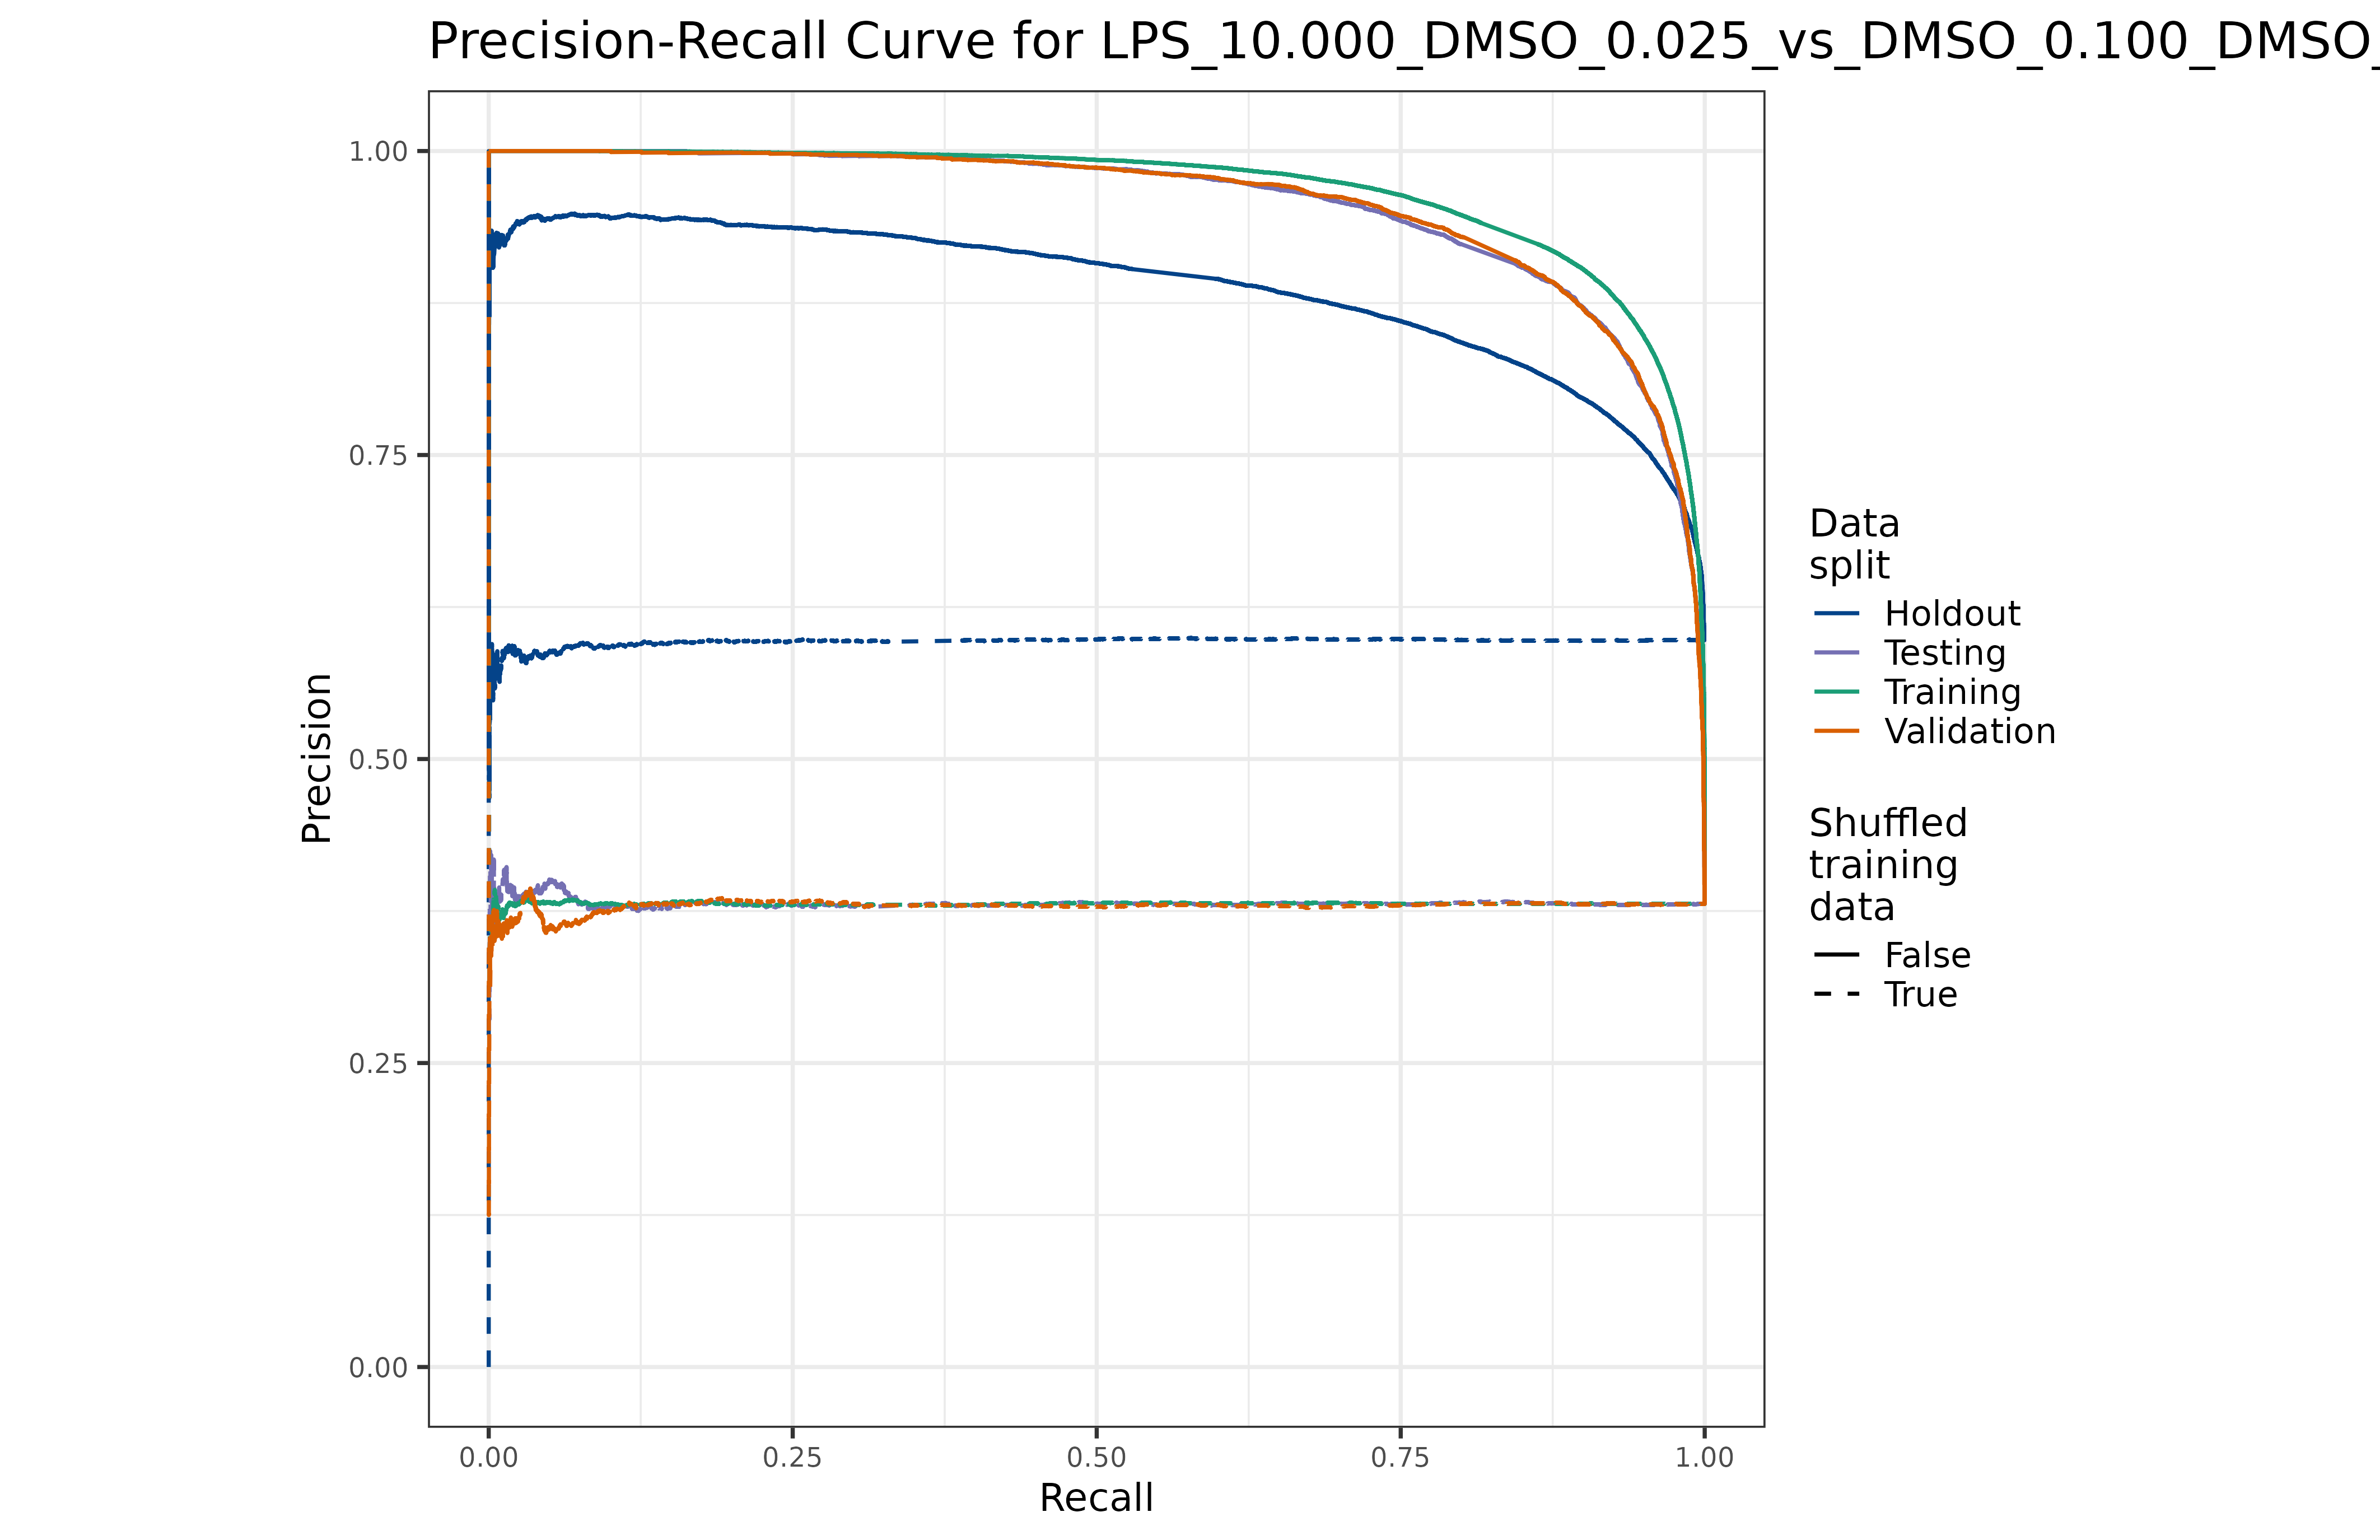 Precision-Recall Curve for LPS_10.000_DMSO_0.025_vs_DMSO_0.100_DMSO_
1.00
0.75
0.50
0.25
0.00
Precision
0.00 0.25 0.50 0.75 1.00
Recall
Data
split
Holdout
Testing
Training
Validation
Shuffled
training
data
False
True